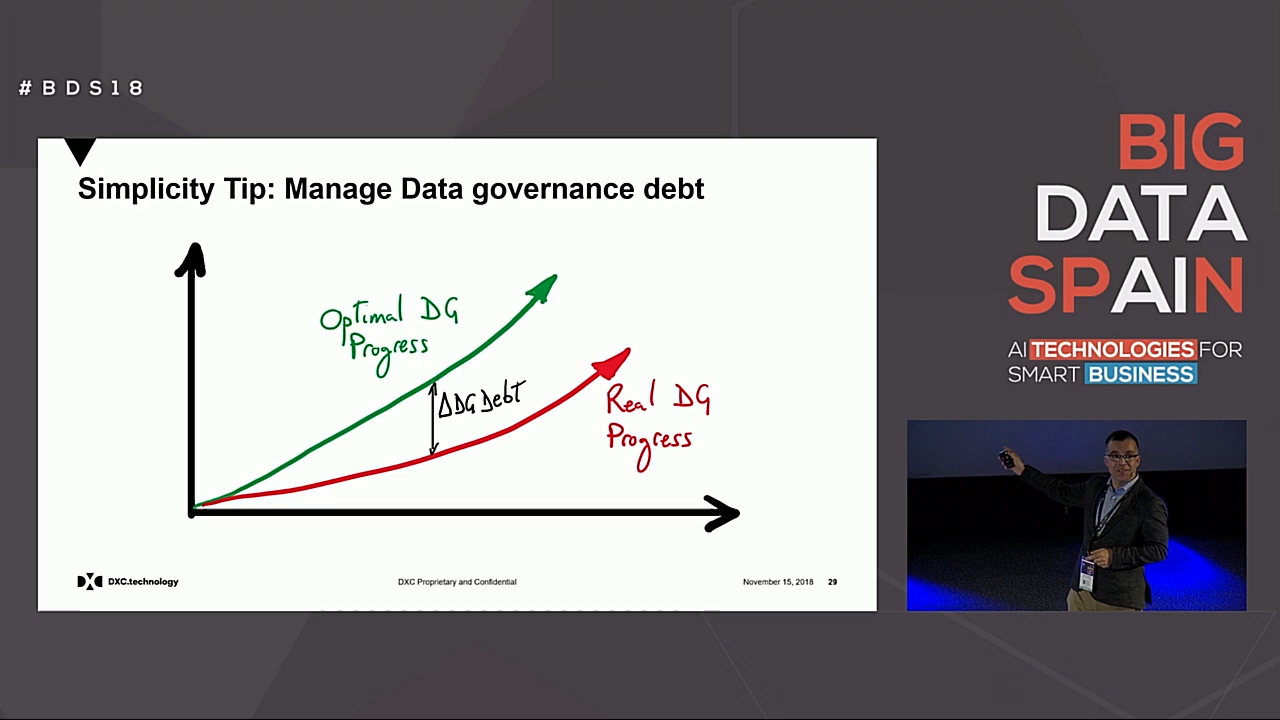 #BDS18
Simplicity Tip: Manage Data governance debt
Optimal DG
Progress
ΔDG Debt
Real DG
Progress
DXC.technology
DXC Proprietary and Confidential
November 15, 2018
29
BIG
DATA
SPAIN
AI TECHNOLOGIES FOR
SMART BUSINESS